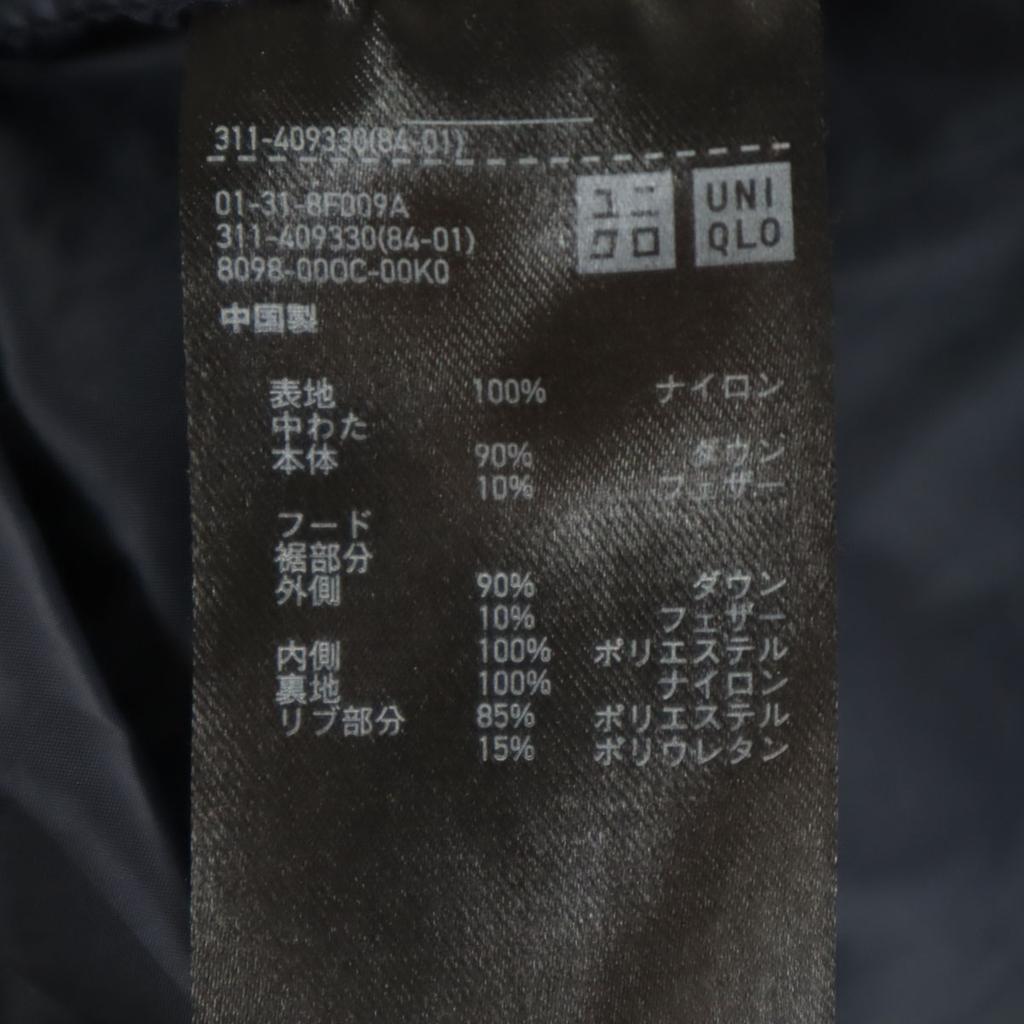 311-409330(84-01)
01-31-8F009A
311-409330(84-01)
8098-000C-00K0
ユニ
クロ
UNI
QLO
中国製
表地 100% ナイロン
中わた
本体 90% ダウン
10% フェザー
フード
裾部分
外側 90% ダウン
10% フェザー
内側 100% ポリエステル
裏地 100% ナイロン
リブ部分 85% ポリエステル
15% ポリウレタン